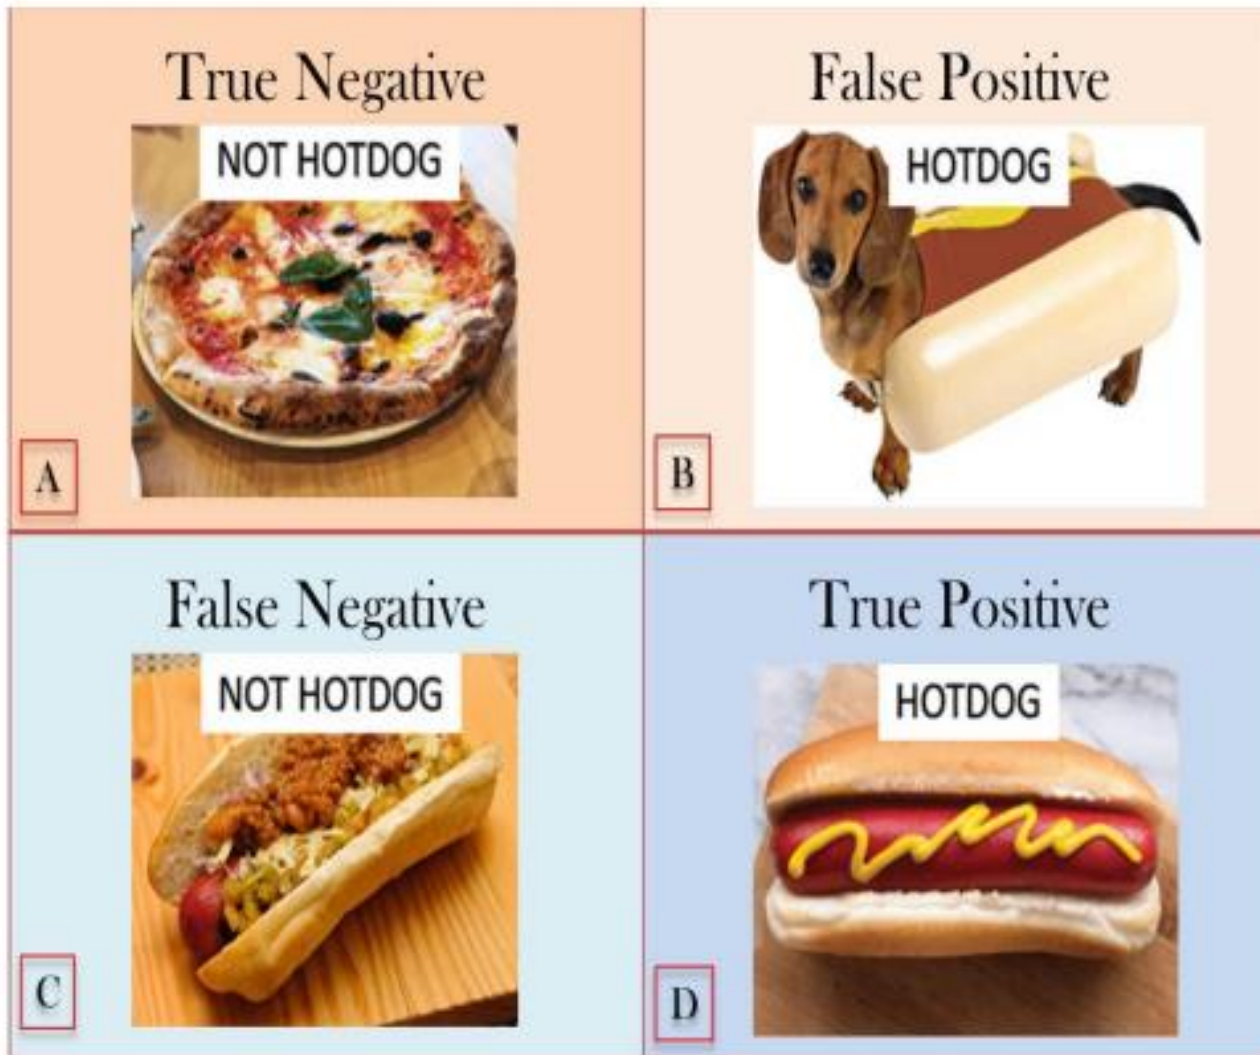 True Negative
NOT HOTDOG
A
False Positive
HOTDOG
B
False Negative
NOT HOTDOG
C
True Positive
HOTDOG
D